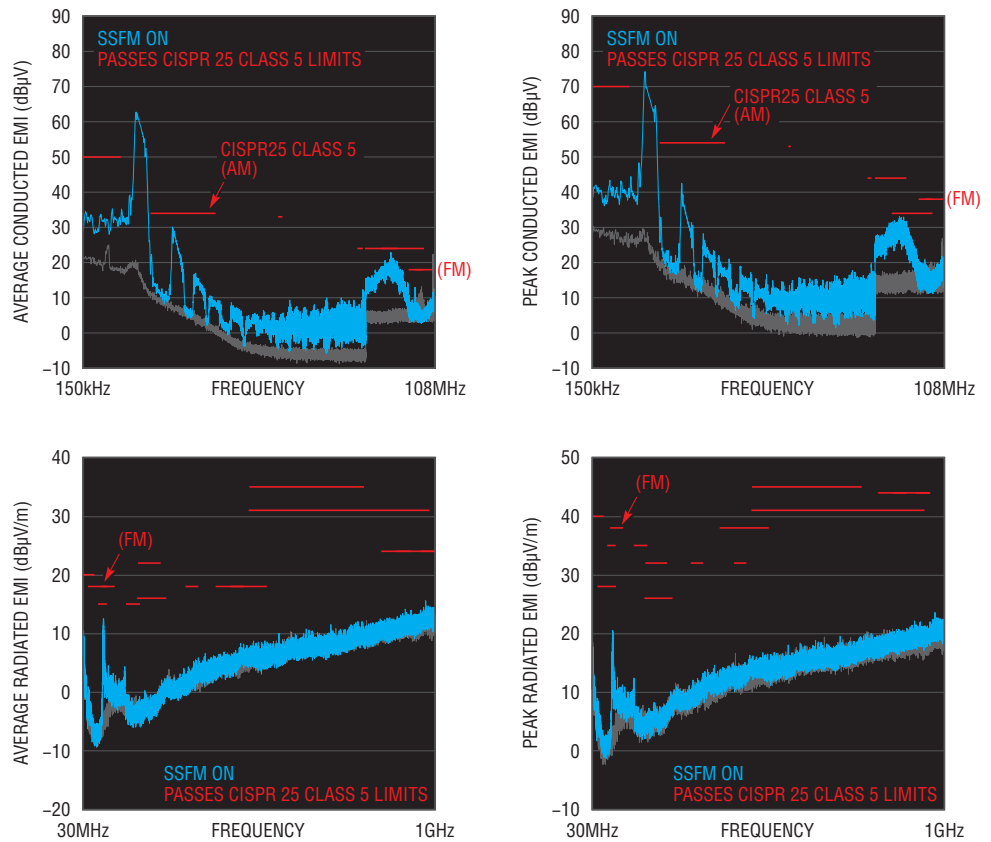 AVERAGE CONDUCTED EMI (dBµV)
90
80
70
60
50
40
30
20
10
0
–10
SSFM ON
PASSES CISPR 25 CLASS 5 LIMITS
CISPR25 CLASS 5
(AM)
(FM)
150kHz
FREQUENCY
108MHz
PEAK CONDUCTED EMI (dBµV)
90
80
70
60
50
40
30
20
10
0
–10
SSFM ON
PASSES CISPR 25 CLASS 5 LIMITS
CISPR25 CLASS 5
(AM)
(FM)
150kHz
FREQUENCY
108MHz
AVERAGE RADIATED EMI (dBµV/m)
40
30
20
10
0
–10
–20
(FM)
SSFM ON
PASSES CISPR 25 CLASS 5 LIMITS
30MHz
FREQUENCY
1GHz
PEAK RADIATED EMI (dBµV/m)
50
40
30
20
10
0
–10
(FM)
SSFM ON
PASSES CISPR 25 CLASS 5 LIMITS
30MHz
FREQUENCY
1GHz